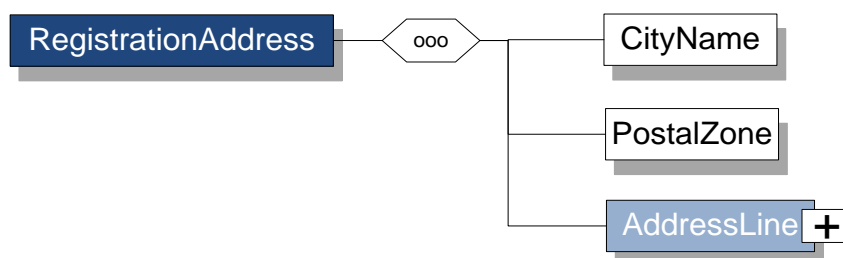 RegistrationAddress
ooo
CityName
PostalZone
AddressLine +